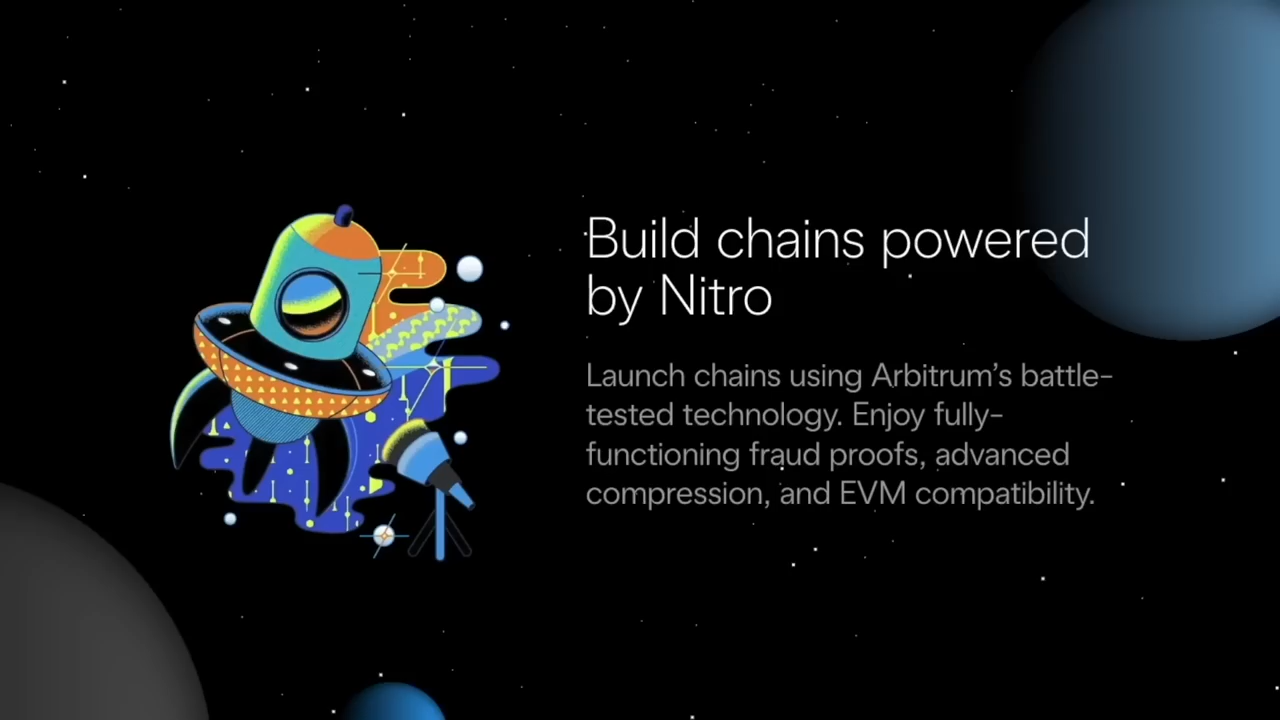 Build chains powered
by Nitro
Launch chains using Arbitrum’s battle-
tested technology. Enjoy fully-
functioning fraud proofs, advanced
compression, and EVM compatibility.